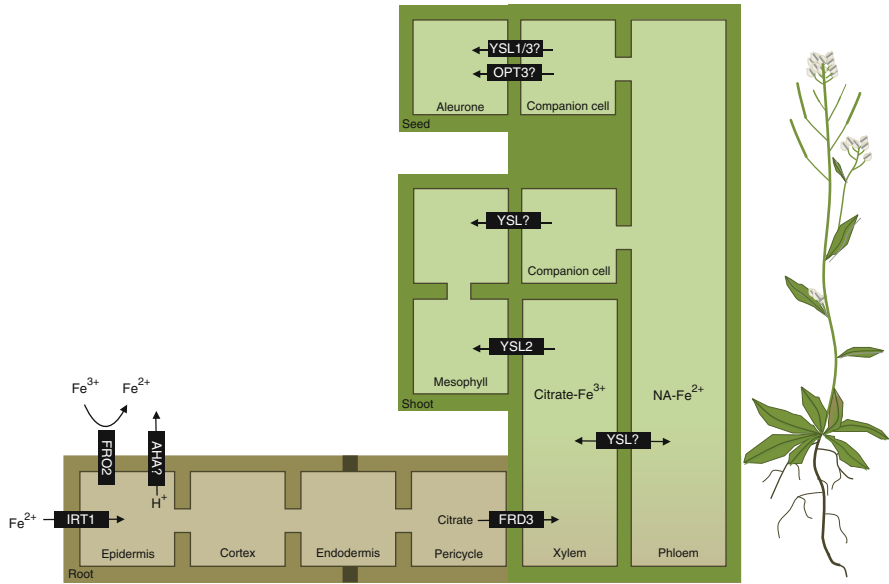 YSL1/3?
OPT3?
Aleurone
Companion cell
Seed
YSL?
Companion cell
YSL2
Mesophyll
Citrate-Fe3+
NA-Fe2+
Shoot
YSL?
Fe3+
Fe2+
FRO2
AHA?
H+
Fe2+
IRT1
Citrate
FRD3
Epidermis
Cortex
Endodermis
Pericycle
Xylem
Phloem
Root